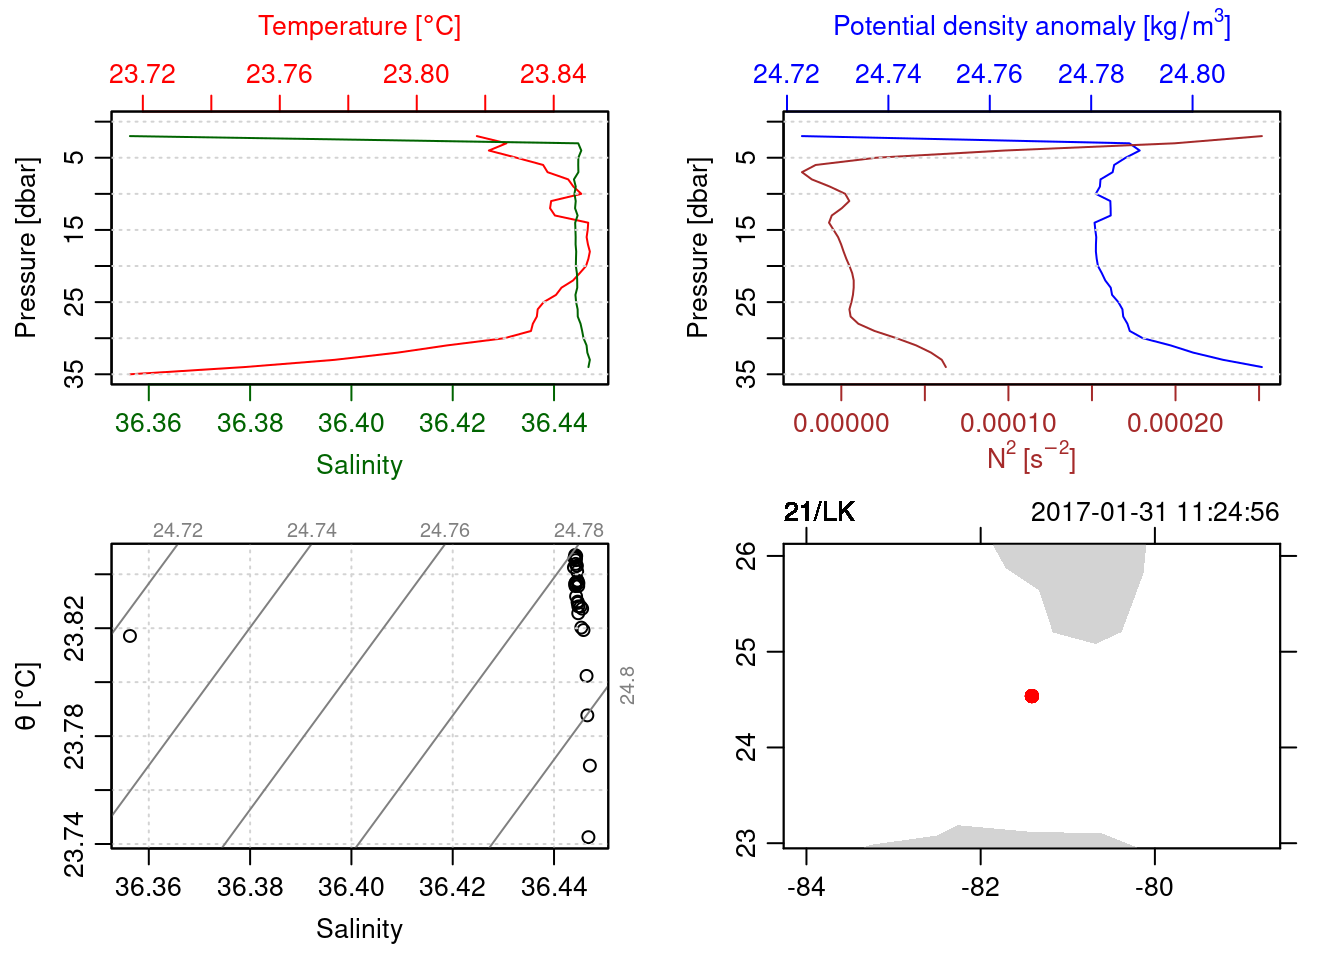 Temperature [°C]
23.72 23.76 23.80 23.84
Pressure [dbar]
5 15 25 35
36.36 36.38 36.40 36.42 36.44
Salinity
Potential density anomaly [kg/m³]
24.72 24.74 24.76 24.78 24.80
Pressure [dbar]
5 15 25 35
0.00000 0.00010 0.00020
N² [s⁻²]
24.72 24.74 24.76 24.78
24.8
θ [°C]
23.82 23.78 23.74
36.36 36.38 36.40 36.42 36.44
Salinity
21/LK 2017-01-31 11:24:56
26 25 24 23
-84 -82 -80